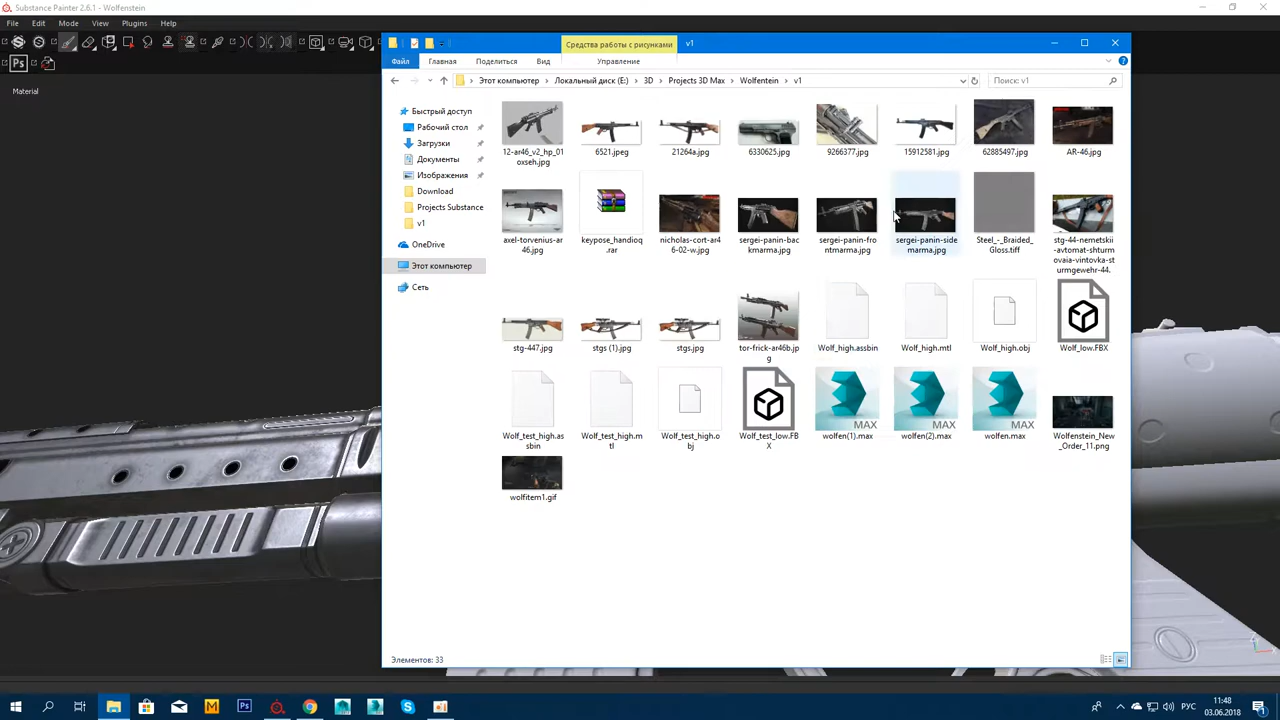 Substance Painter 2.6.1 - Wolfenstein
File Edit Mode Plugins Help
Средства работы с рисунками v1
Файл Главная Поделиться Вид Управление
Этот компьютер Локальный диск (E:) 3D Projects 3D Max Wolfentein v1
Поиск: v1
Ps
Material
Быстрый доступ
Рабочий стол
Загрузки
Документы
Изображения
Download
Projects Substance
v1
OneDrive
Этот компьютер
Сеть
12-ar46_v2_hp_01
oxseh.jpg
6521.jpeg
21264a.jpg
6330625.jpg
9266377.jpg
15912581.jpg
62885497.jpg
AR-46.jpg
axel-torvenius-ar
46.jpg
keypose_handioq
.rar
nicholas-cort-ar4
6-02-w.jpg
sergei-panin-bac
kmarma.jpg
sergei-panin-fro
ntmarma.jpg
sergei-panin-side
marma.jpg
Steel_-_Braided_
Gloss.tiff
stg-44-nemetskii
-avtomat-shturm
ovaia-vintovka-st
urmgewehr-44.
stg-447.jpg
stgs (1).jpg
stgs.jpg
tor-frick-ar46b.jp
g
Wolf_high.assbin
Wolf_high.mtl
Wolf_high.obj
Wolf_low.FBX
Wolf_test_high.as
sbin
Wolf_test_high.m
tl
Wolf_test_high.o
bj
Wolf_test_low.FB
X
MAX
wolfen(1).max
MAX
wolfen(2).max
MAX
wolfen.max
Wolfenstein_New
_Order_11.png
wolfitem1.gif
Элементов: 33
M Ps S
РУС
11:48
03.06.2018